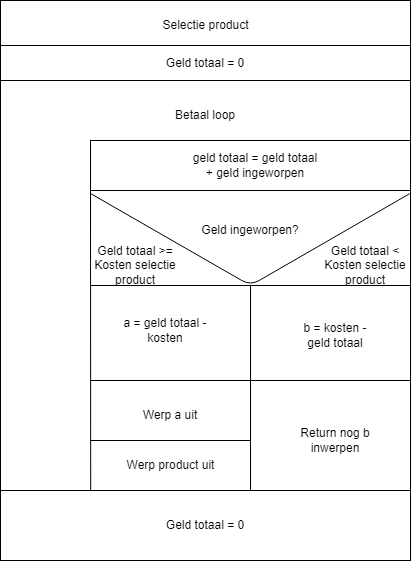 Selectie product
Geld totaal = 0
Betaal loop
geld totaal = geld totaal
+ geld ingeworpen
Geld ingeworpen?
Geld totaal >=
Kosten selectie
product
Geld totaal <
Kosten selectie
product
a = geld totaal -
kosten
b = kosten -
geld totaal
Werp a uit
Werp product uit
Return nog b
inwerpen
Geld totaal = 0